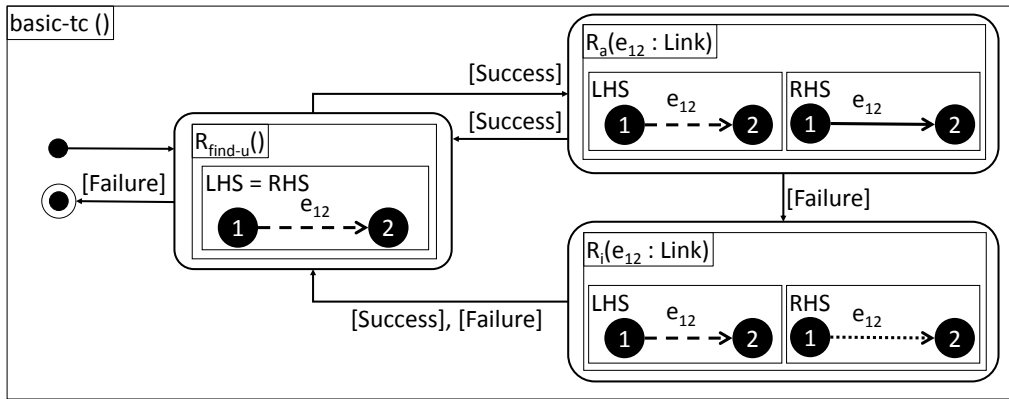 basic-tc ()
[Failure]
R_find-u()
LHS = RHS
e_12
1
2
[Success]
[Success]
R_a(e_12 : Link)
LHS
e_12
1
2
RHS
e_12
1
2
[Failure]
R_i(e_12 : Link)
LHS
e_12
1
2
RHS
e_12
1
2
[Success], [Failure]